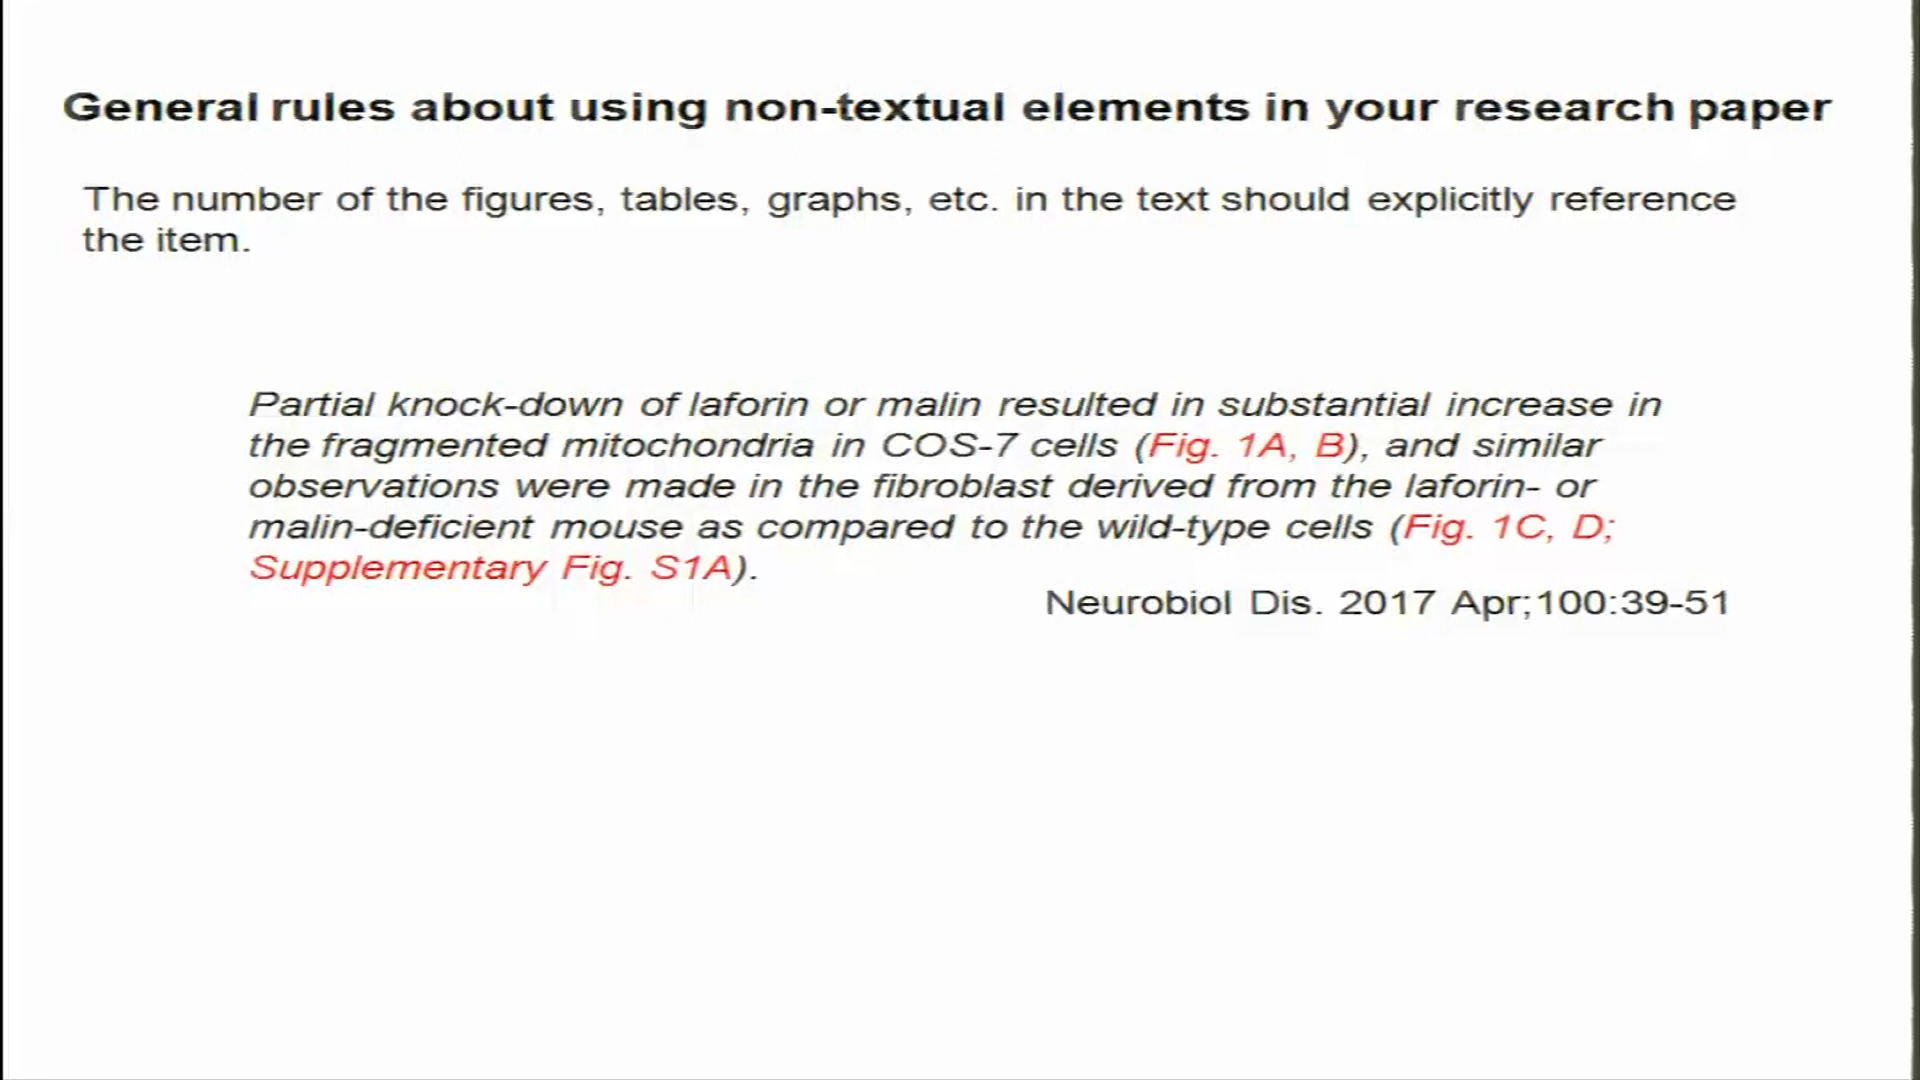 General rules about using non-textual elements in your research paper
The number of the figures, tables, graphs, etc. in the text should explicitly reference
the item.
Partial knock-down of laforin or malin resulted in substantial increase in
the fragmented mitochondria in COS-7 cells (Fig. 1A, B), and similar
observations were made in the fibroblast derived from the laforin- or
malin-deficient mouse as compared to the wild-type cells (Fig. 1C, D;
Supplementary Fig. S1A).
Neurobiol Dis. 2017 Apr;100:39-51